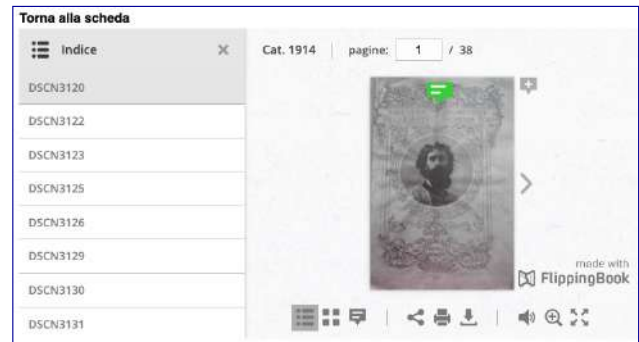 Torna alla scheda
Indice
Cat. 1914
pagine: 1 / 38
DSCN3120
DSCN3122
DSCN3123
DSCN3125
DSCN3126
DSCN3129
DSCN3130
DSCN3131
made with
FlippingBook